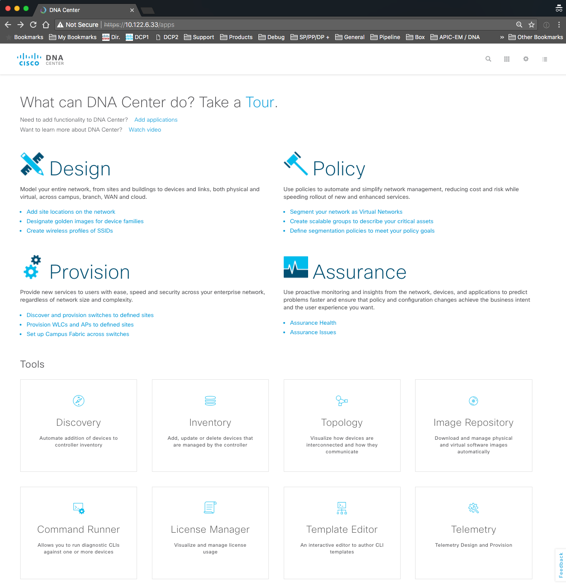 DNA Center
Not Secure https://10.122.6.33/apps
Bookmarks My Bookmarks Dir. DCP1 DCP2 Support Products Debug SP/PP/DP + General Pipeline Box APIC-EM / DNA » Other Bookmarks
CISCO DNA CENTER
What can DNA Center do? Take a Tour.
Need to add functionality to DNA Center? Add applications
Want to learn more about DNA Center? Watch video
Design
Model your entire network, from sites and buildings to devices and links, both physical and
virtual, across campus, branch, WAN and cloud.
Add site locations on the network
Designate golden images for device families
Create wireless profiles of SSIDs
Policy
Use policies to automate and simplify network management, reducing cost and risk while
speeding rollout of new and enhanced services.
Segment your network as Virtual Networks
Create scalable groups to describe your critical assets
Define segmentation policies to meet your policy goals
Provision
Provide new services to users with ease, speed and security across your enterprise network,
regardless of network size and complexity.
Discover and provision switches to defined sites
Provision WLCs and APs to defined sites
Set up Campus Fabric across switches
Assurance
Use proactive monitoring and insights from the network, devices, and applications to predict
problems faster and ensure that policy and configuration changes achieve the business intent
and the user experience you want.
Assurance Health
Assurance Issues
Tools
Discovery
Automate addition of devices to
controller inventory
Inventory
Add, update or delete devices that
are managed by the controller
Topology
Visualize how devices are
interconnected and how they
communicate
Image Repository
Download and manage physical
and virtual software images
automatically
Command Runner
Allows you to run diagnostic CLIs
against one or more devices
License Manager
Visualize and manage license
usage
Template Editor
An interactive editor to author CLI
templates
Telemetry
Telemetry Design and Provision
Feedback